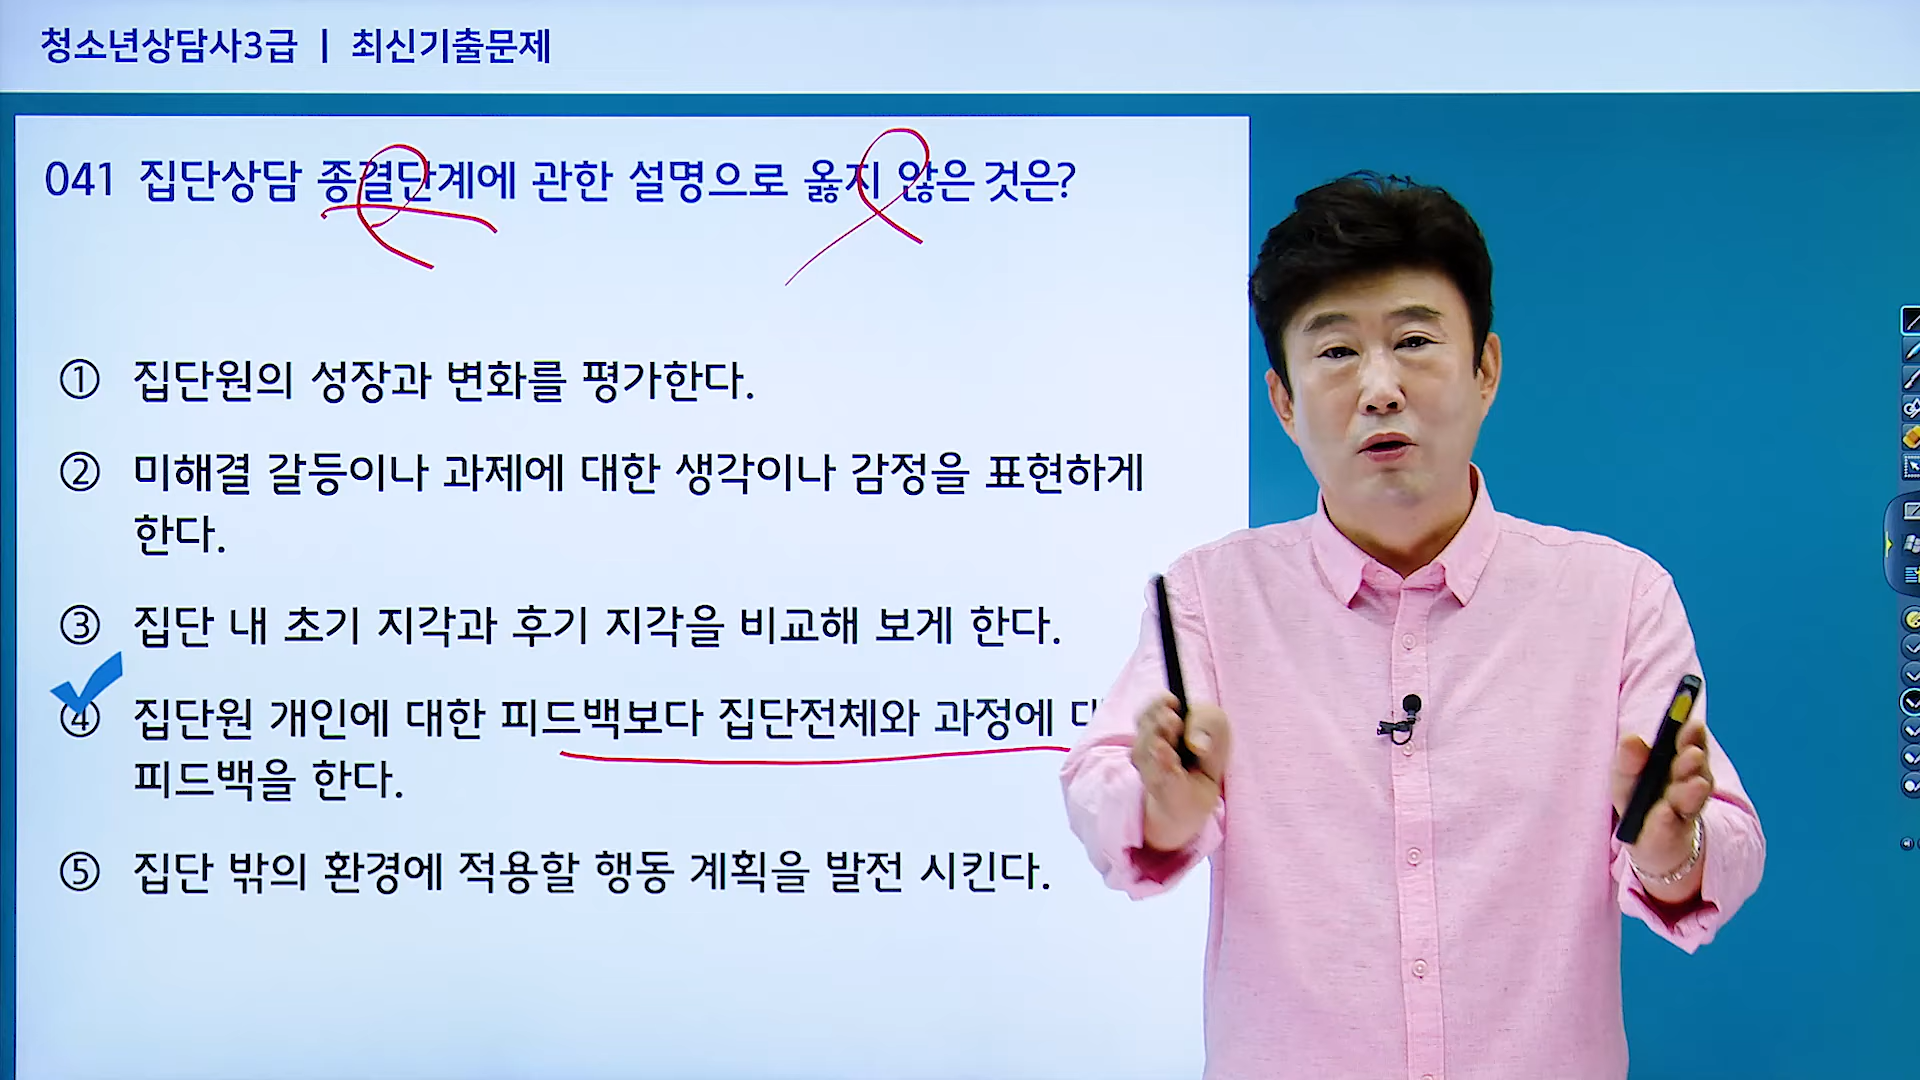 청소년상담사3급 | 최신기출문제
041 집단상담 종결단계에 관한 설명으로 옳지 않은 것은?
① 집단원의 성장과 변화를 평가한다.
② 미해결 갈등이나 과제에 대한 생각이나 감정을 표현하게
한다.
③ 집단 내 초기 지각과 후기 지각을 비교해 보게 한다.
④ 집단원 개인에 대한 피드백보다 집단전체와 과정에
피드백을 한다.
⑤ 집단 밖의 환경에 적용할 행동 계획을 발전 시킨다.